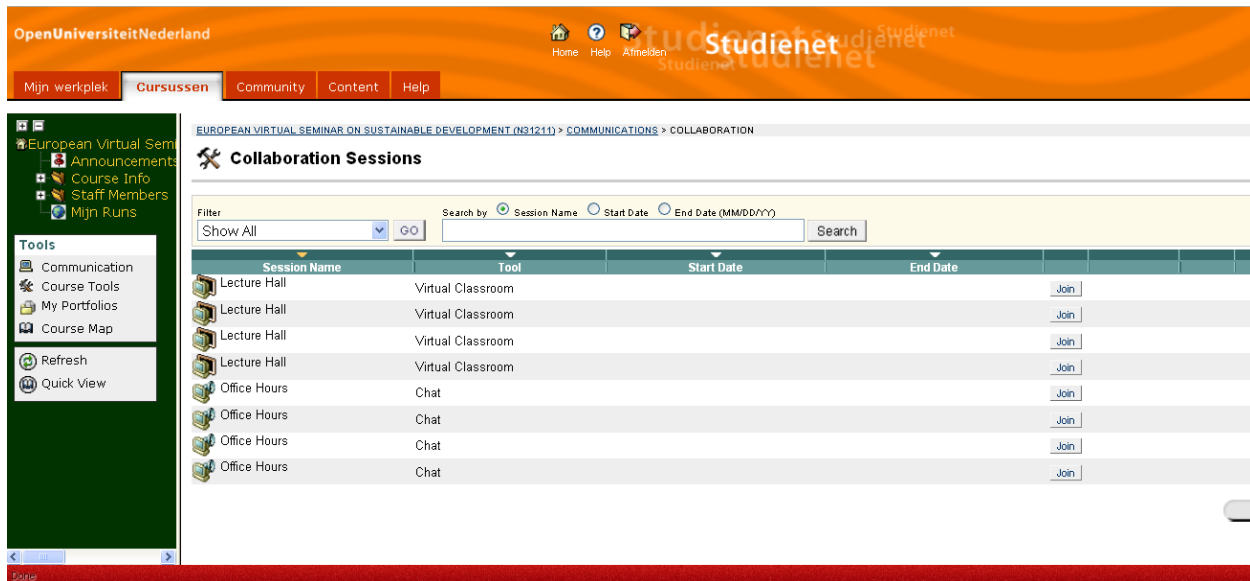 OpenUniversiteitNederland
Home Help Afmelden
Studienet
Studienet
Studienet
Mijn werkplek Cursussen Community Content Help
European Virtual Semi
Announcements
Course Info
Staff Members
Mijn Runs
Tools
Communication
Course Tools
My Portfolios
Course Map
Refresh
Quick View
EUROPEAN VIRTUAL SEMINAR ON SUSTAINABLE DEVELOPMENT (N31211) > COMMUNICATIONS > COLLABORATION
Collaboration Sessions
Filter Search by Session Name Start Date End Date (MM/DD/YY)
Show All GO Search
Session Name Tool Start Date End Date
Lecture Hall Virtual Classroom Join
Lecture Hall Virtual Classroom Join
Lecture Hall Virtual Classroom Join
Lecture Hall Virtual Classroom Join
Office Hours Chat Join
Office Hours Chat Join
Office Hours Chat Join
Office Hours Chat Join
Done